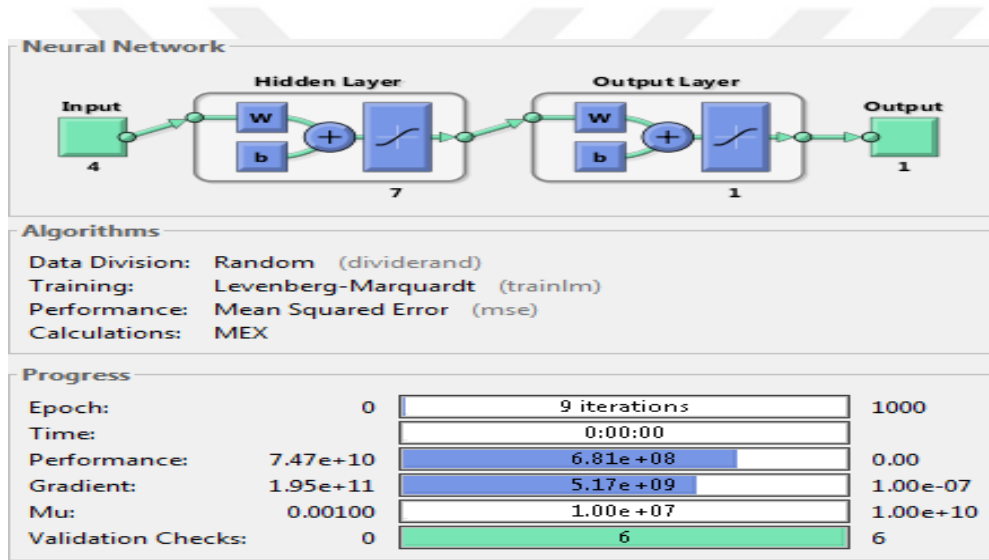 Neural Network
Hidden Layer Output Layer
Input Output
W b + W b +
4 7 1 1
Algorithms
Data Division: Random (dividerand)
Training: Levenberg-Marquardt (trainlm)
Performance: Mean Squared Error (mse)
Calculations: MEX
Progress
Epoch: 0 9 iterations 1000
Time: 0:00:00
Performance: 7.47e+10 6.81e+08 0.00
Gradient: 1.95e+11 5.17e+09 1.00e-07
Mu: 0.00100 1.00e+07 1.00e+10
Validation Checks: 0 6 6